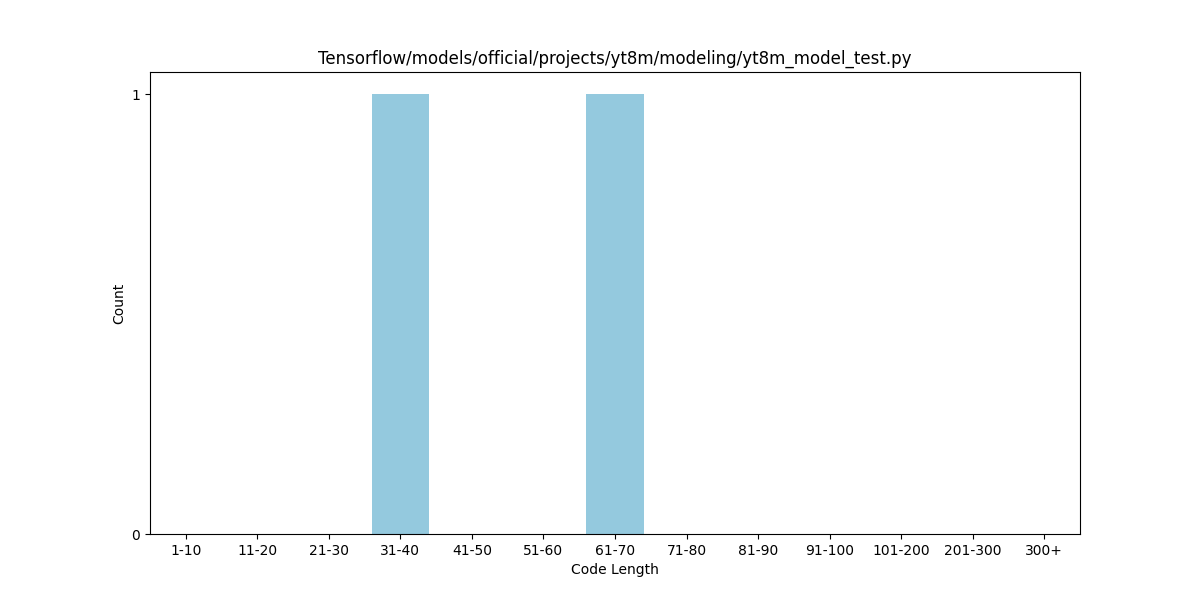 Tensorflow/models/official/projects/yt8m/modeling/yt8m_model_test.py
1
Count
0
1-10 11-20 21-30 31-40 41-50 51-60 61-70 71-80 81-90 91-100 101-200 201-300 300+
Code Length